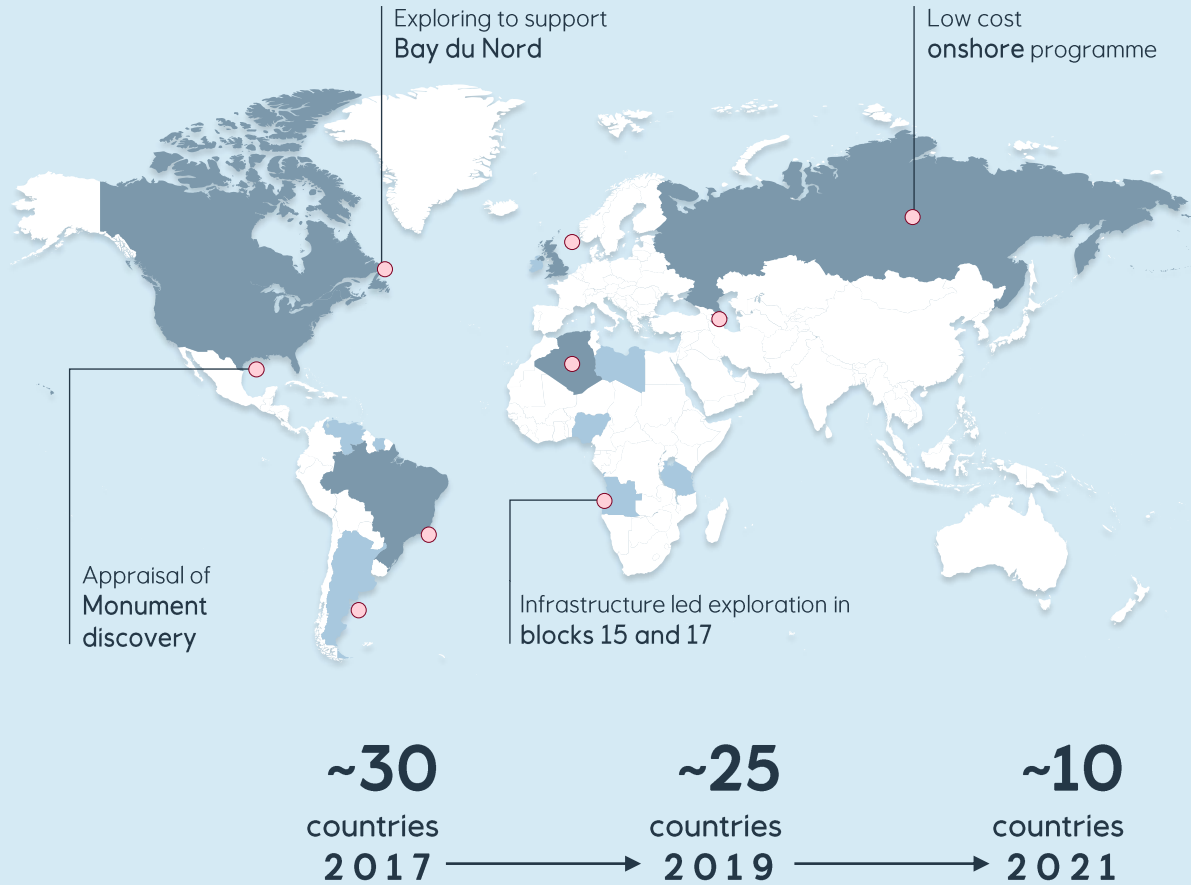 Exploring to support
Bay du Nord
Low cost
onshore programme
Appraisal of
Monument
discovery
Infrastructure led exploration in
blocks 15 and 17
~30
countries
2017
~25
countries
2019
~10
countries
2021